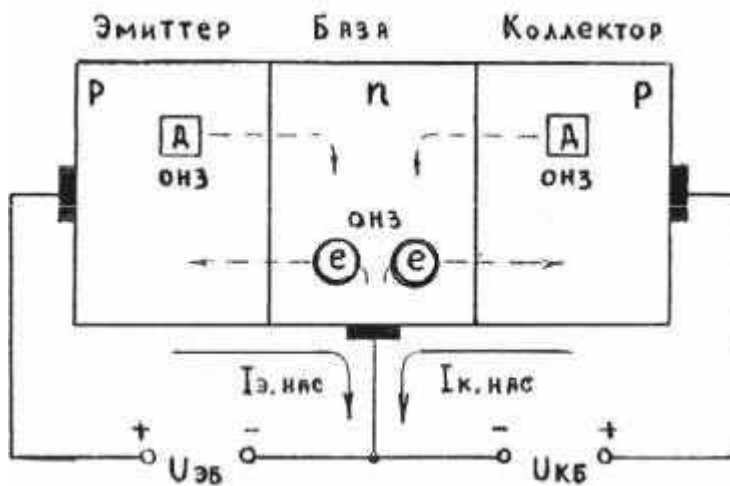 Эмиттер База Коллектор
P n P
Д Д
ОНЗ ОНЗ
ОНЗ
e e
Iэ.нас Iк.нас
+ - - +
UЭБ UКБ